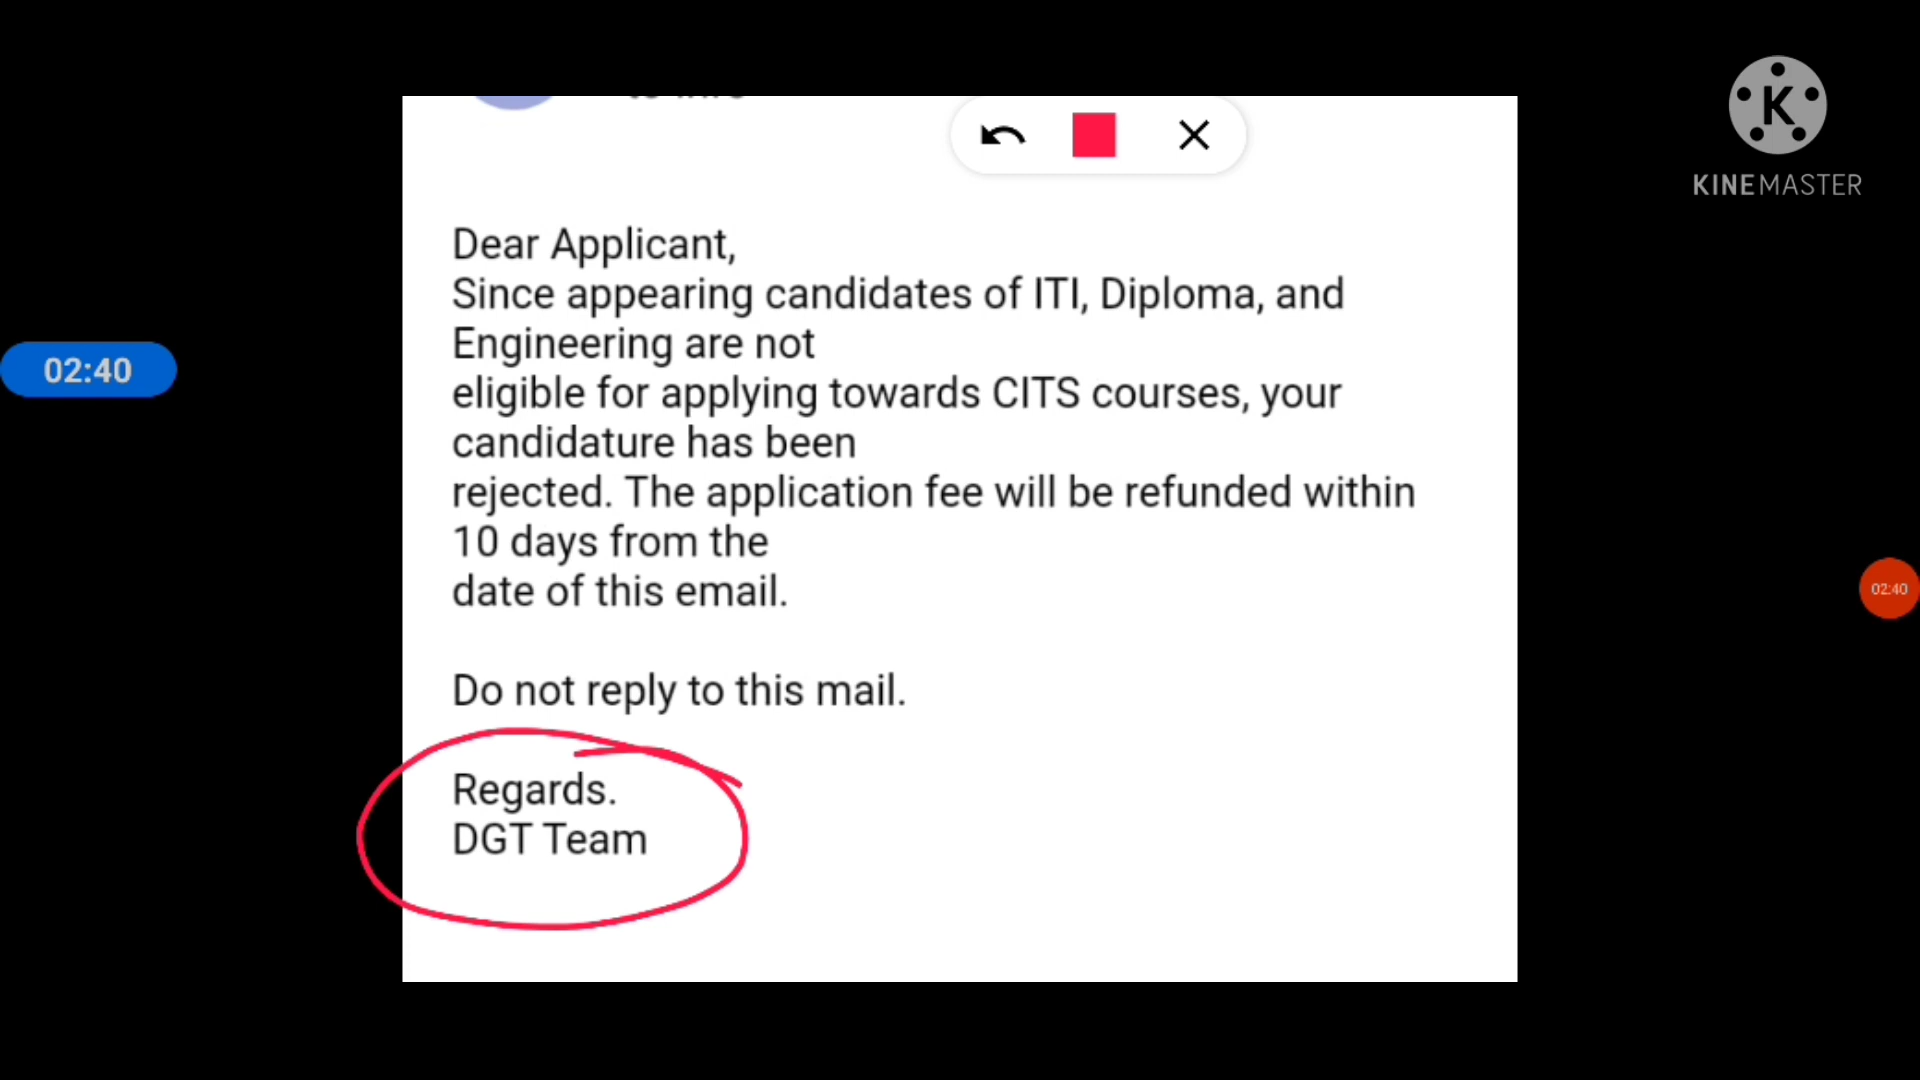 K
KINEMASTER
Dear Applicant,
Since appearing candidates of ITI, Diploma, and
Engineering are not
eligible for applying towards CITS courses, your
candidature has been
rejected. The application fee will be refunded within
10 days from the
date of this email.
Do not reply to this mail.
Regards.
DGT Team
02:40
02:40